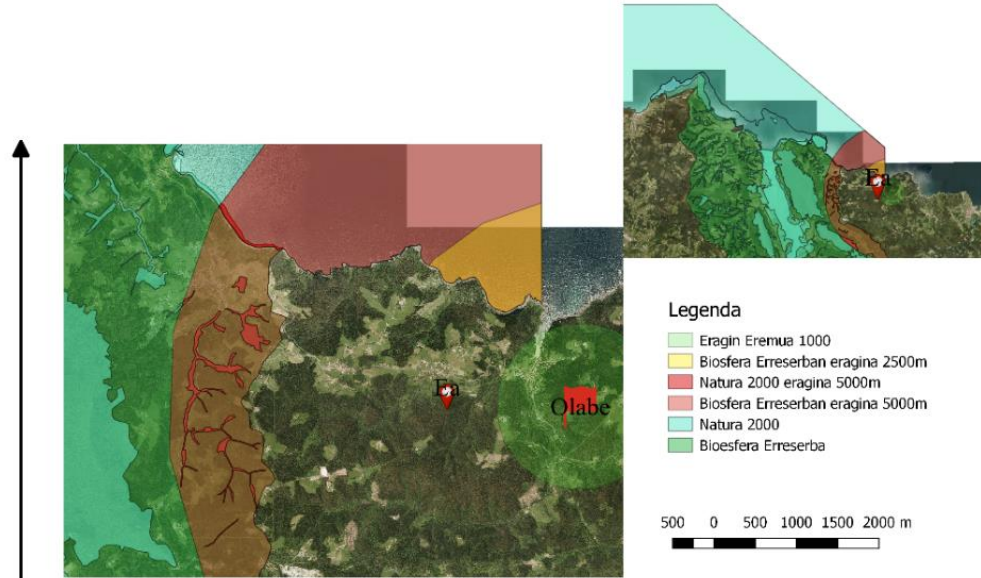 Ea
Ea
Olabe
Legenda
Eragin Eremua 1000
Biosfera Erreserban eragina 2500m
Natura 2000 eragina 5000m
Biosfera Erreserban eragina 5000m
Natura 2000
Bioesfera Erreserba
500 0 500 1000 1500 2000 m